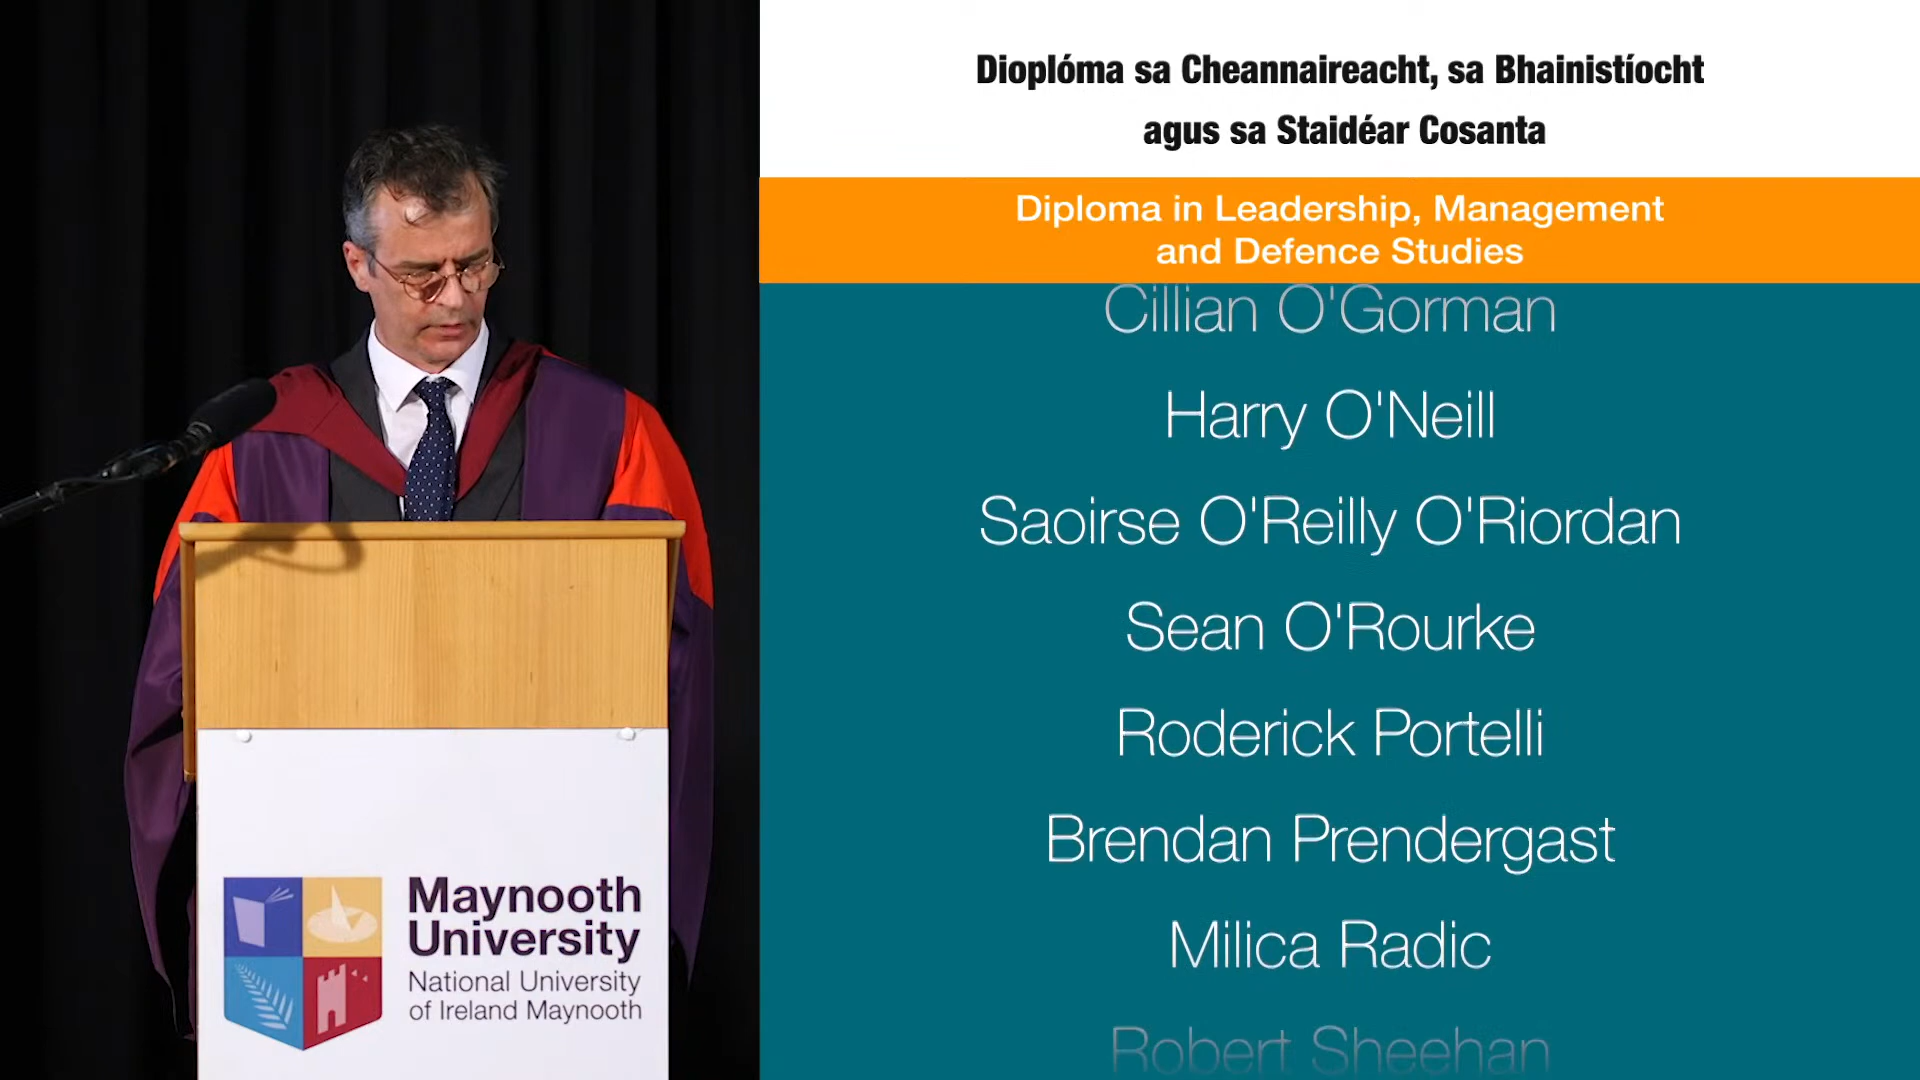 Dioplóma sa Cheannaireacht, sa Bhainistíocht
agus sa Staidéar Cosanta
Diploma in Leadership, Management
and Defence Studies
Cillian O'Gorman
Harry O'Neill
Saoirse O'Reilly O'Riordan
Sean O'Rourke
Roderick Portelli
Brendan Prendergast
Milica Radic
Robert Sheehan
Maynooth
University
National University
of Ireland Maynooth